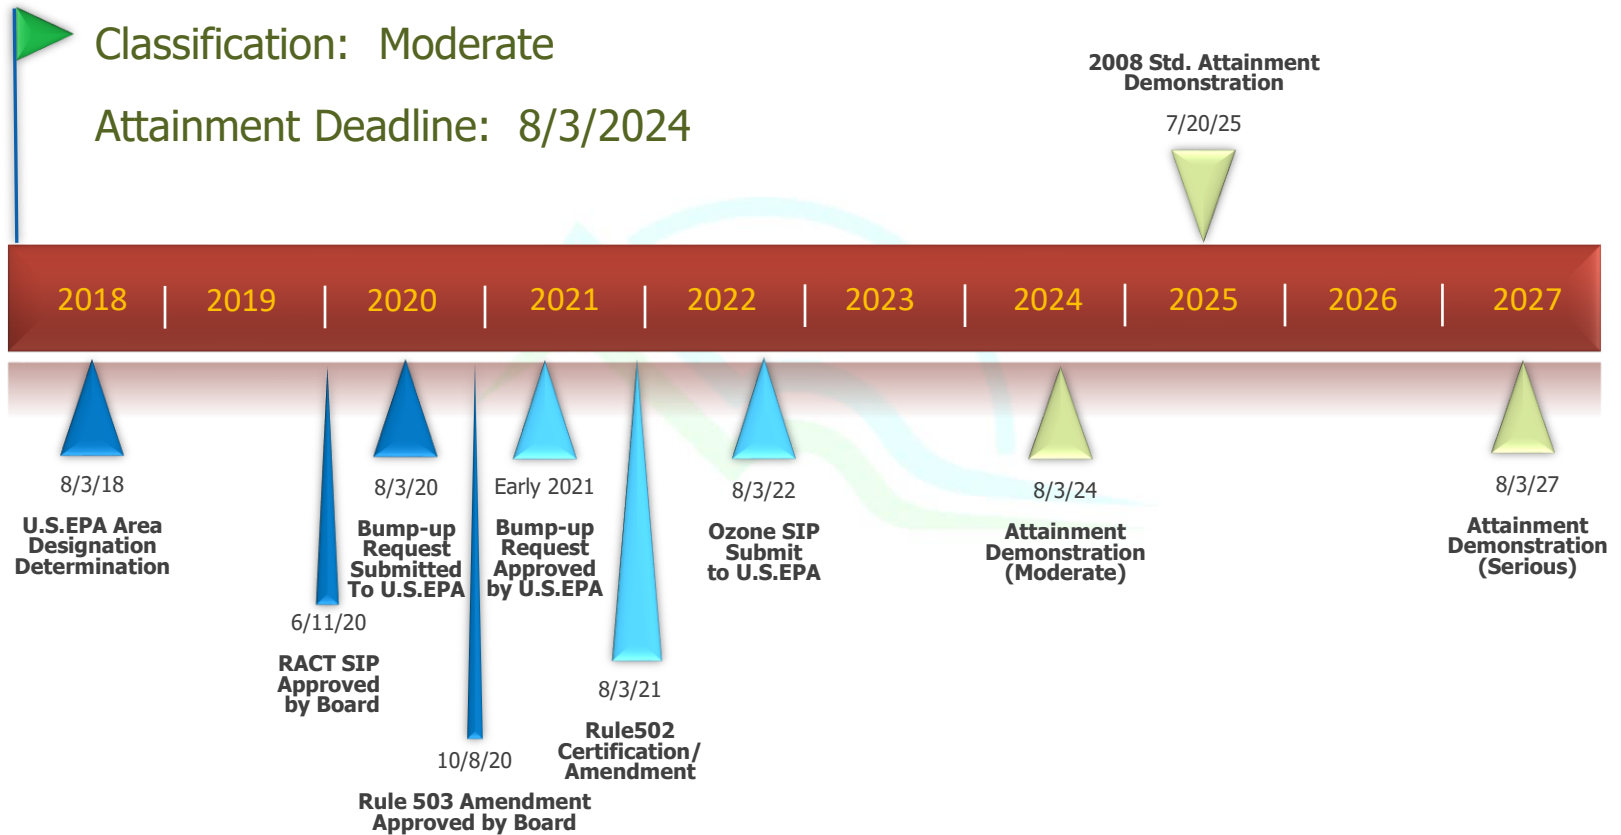 Classification: Moderate
Attainment Deadline: 8/3/2024
2008 Std. Attainment
Demonstration
7/20/25
2018
2019
2020
2021
2022
2023
2024
2025
2026
2027
8/3/18
U.S.EPA Area
Designation
Determination
6/11/20
RACT SIP
Approved
by Board
8/3/20
Bump-up
Request
Submitted
To U.S.EPA
10/8/20
Rule 503 Amendment
Approved by Board
Early 2021
Bump-up
Request
Approved
by U.S.EPA
8/3/21
Rule502
Certification/
Amendment
8/3/22
Ozone SIP
Submit
to U.S.EPA
8/3/24
Attainment
Demonstration
(Moderate)
8/3/27
Attainment
Demonstration
(Serious)